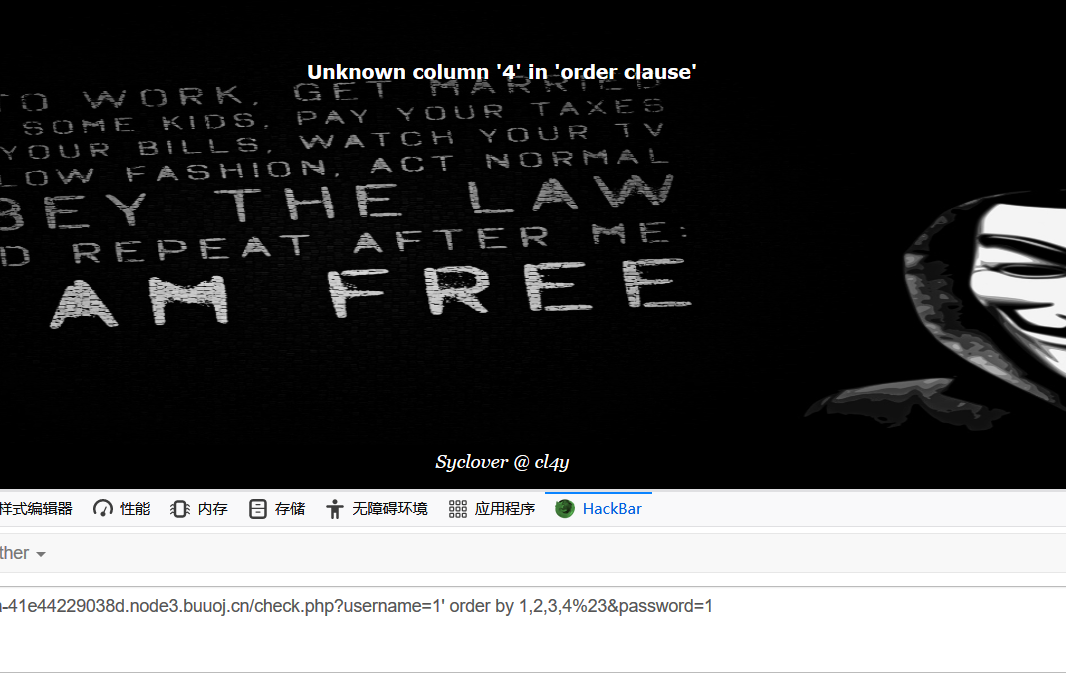 Unknown column '4' in 'order clause'
TO WORK, GET MARRIED
SOME KIDS, PAY YOUR TAXES
YOUR BILLS, WATCH YOUR TV
LOW FASHION, ACT NORMAL
BEY THE LAW
D REPEAT AFTER ME:
AM FREE
Syclover @ cl4y
样式编辑器 性能 内存 存储 无障碍环境 应用程序 HackBar
ther
-41e44229038d.node3.buuoj.cn/check.php?username=1' order by 1,2,3,4%23&password=1